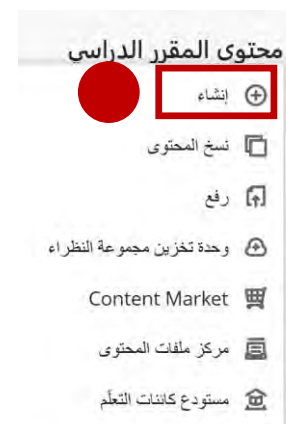 محتوى المقرر الدراسي
إنشاء
نسخ المحتوى
رفع
وحدة تخزين مجموعة النظراء
Content Market
مركز ملفات المحتوى
مستودع كائنات التعلّم